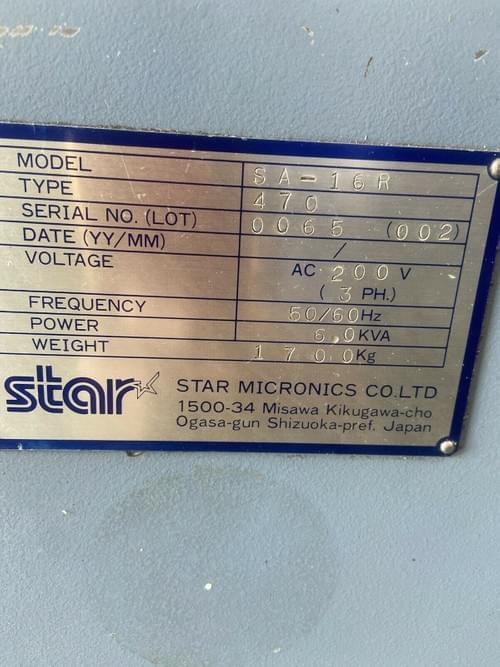 MODEL SA-16R
TYPE 470
SERIAL NO. (LOT) 0065 (002)
DATE (YY/MM) /
VOLTAGE AC 200 V
( 3 PH.)
FREQUENCY 50/60Hz
POWER 6.0KVA
WEIGHT 1700Kg
star STAR MICRONICS CO.LTD
1500-34 Misawa Kikugawa-cho
Ogasa-gun Shizuoka-pref. Japan